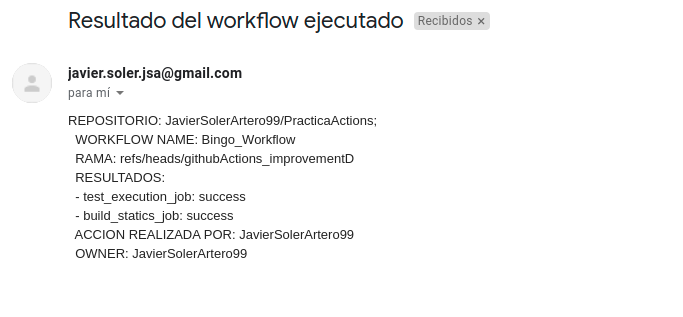 Resultado del workflow ejecutado Recibidos ×
javier.soler.jsa@gmail.com
para mí
REPOSITORIO: JavierSolerArtero99/PracticaActions;
WORKFLOW NAME: Bingo_Workflow
RAMA: refs/heads/githubActions_improvementD
RESULTADOS:
- test_execution_job: success
- build_statics_job: success
ACCION REALIZADA POR: JavierSolerArtero99
OWNER: JavierSolerArtero99